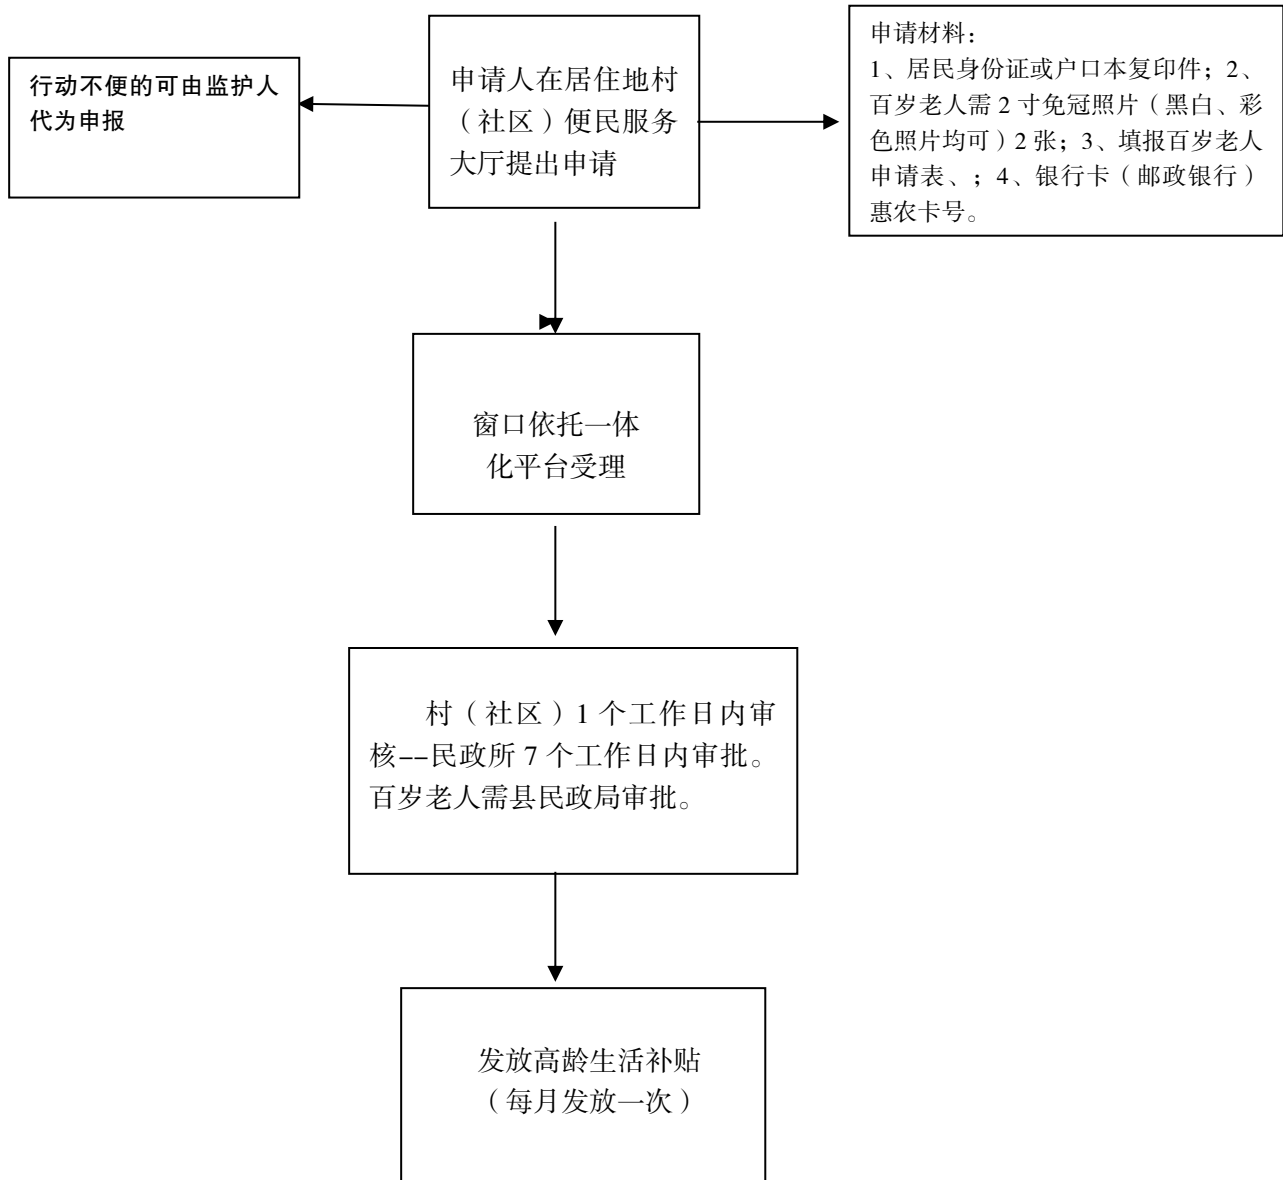 行动不便的可由监护人
代为申报
申请人在居住地村
（社区）便民服务
大厅提出申请
申请材料：
1、居民身份证或户口本复印件；2、
百岁老人需 2 寸免冠照片（黑白、彩
色照片均可）2 张；3、填报百岁老人
申请表、；4、银行卡（邮政银行）
惠农卡号。
窗口依托一体
化平台受理
村（社区）1 个工作日内审
核--民政所 7 个工作日内审批。
百岁老人需县民政局审批。
发放高龄生活补贴
（每月发放一次）